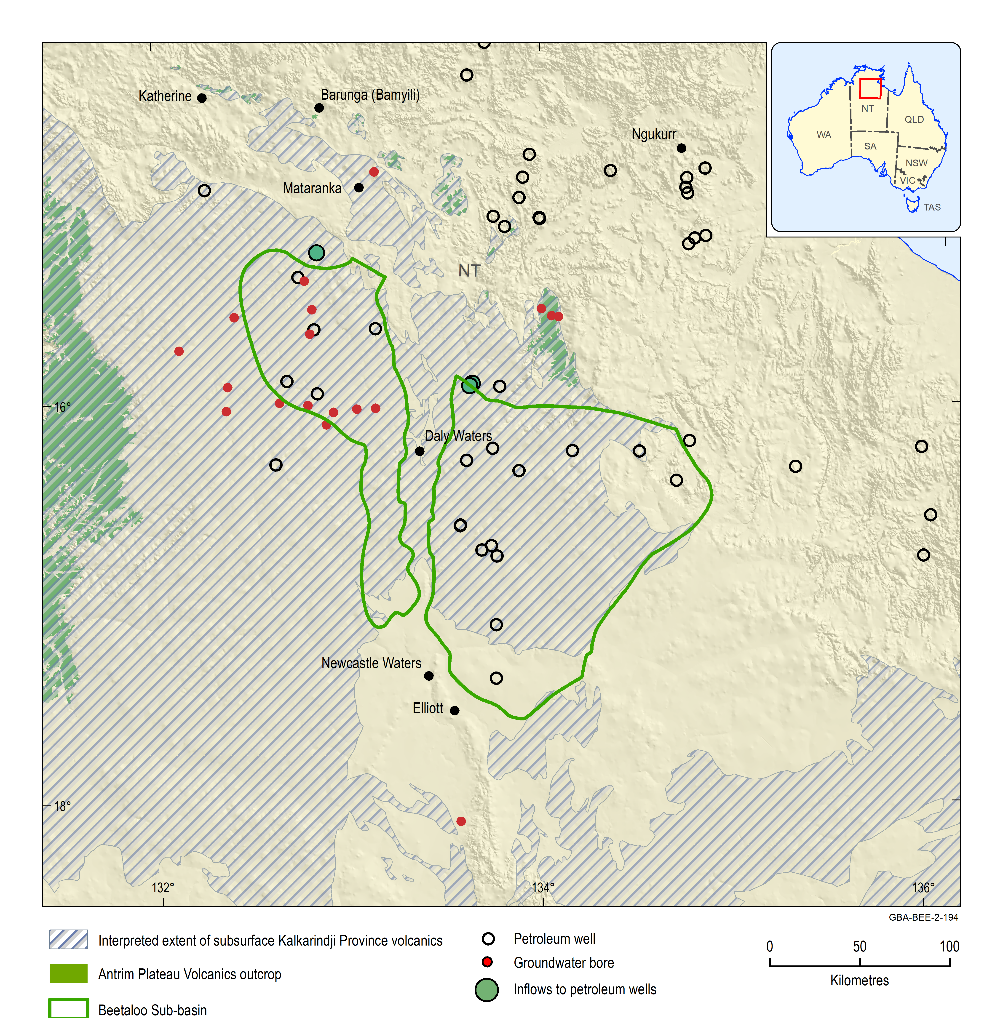 Katherine
Barunga (Bamyili)
Ngukurr
Mataranka
NT
WA
NT
QLD
SA
NSW
VIC
TAS
16°
Daly Waters
Newcastle Waters
Elliott
18°
132°
134°
136°
GBA-BEE-2-194
Interpreted extent of subsurface Kalkarindji Province volcanics
Antrim Plateau Volcanics outcrop
Beetaloo Sub-basin
Petroleum well
Groundwater bore
Inflows to petroleum wells
0 50 100
Kilometres